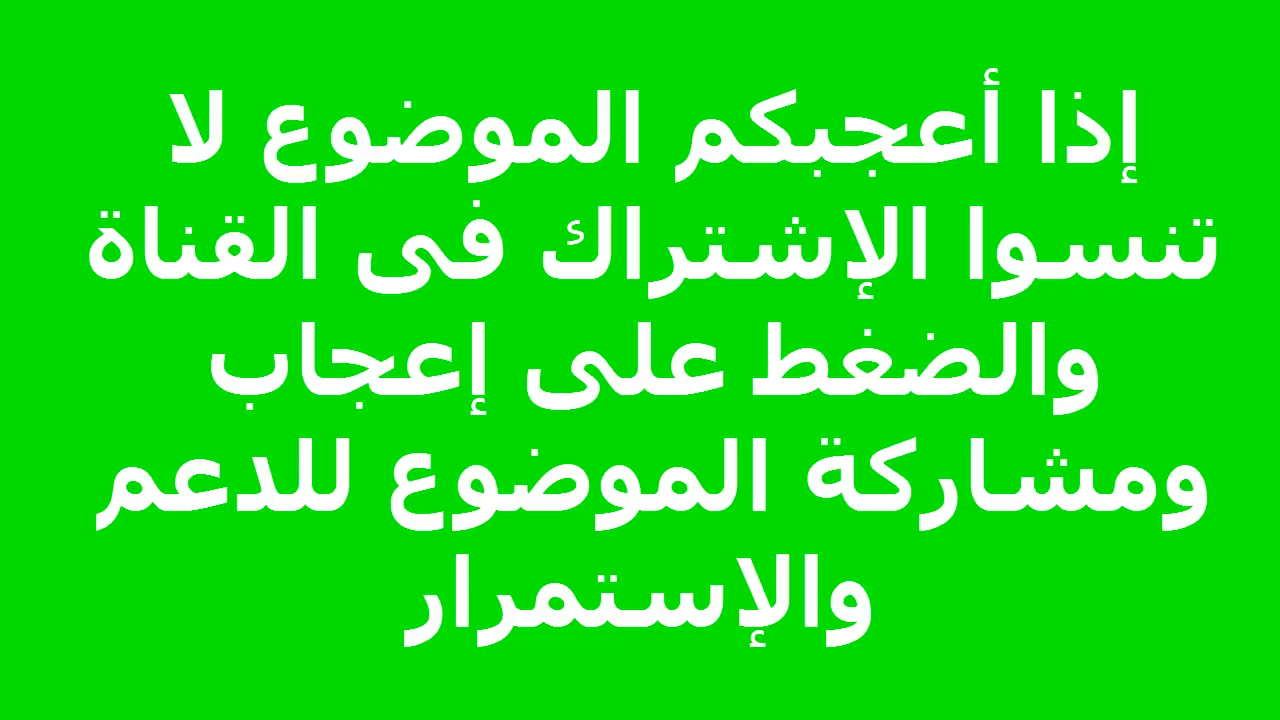 إذا أعجبكم الموضوع لا
تنسوا الإشتراك فى القناة
والضغط على إعجاب
ومشاركة الموضوع للدعم
والإستمرار